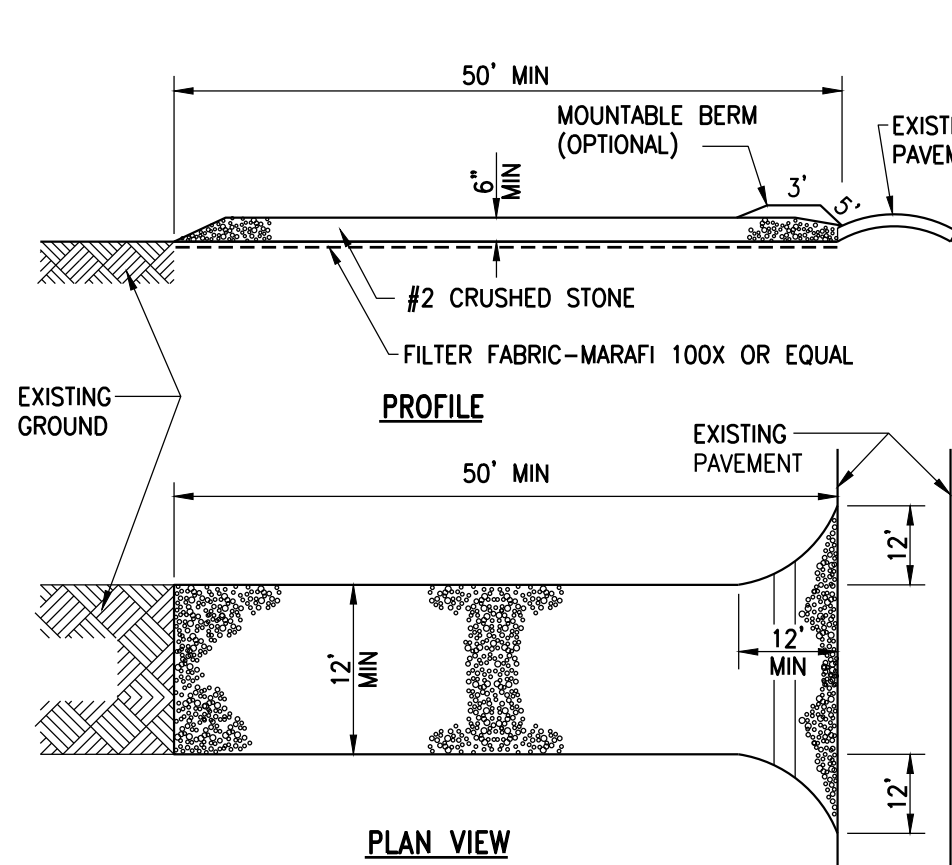 50' MIN
MOUNTABLE BERM
(OPTIONAL)
6"
MIN
3'
5'
#2 CRUSHED STONE
FILTER FABRIC-MARAFI 100X OR EQUAL
EXISTING
GROUND
PROFILE
EXISTING
PAVEMENT
50' MIN
12'
12'
MIN
12'
MIN
12'
PLAN VIEW